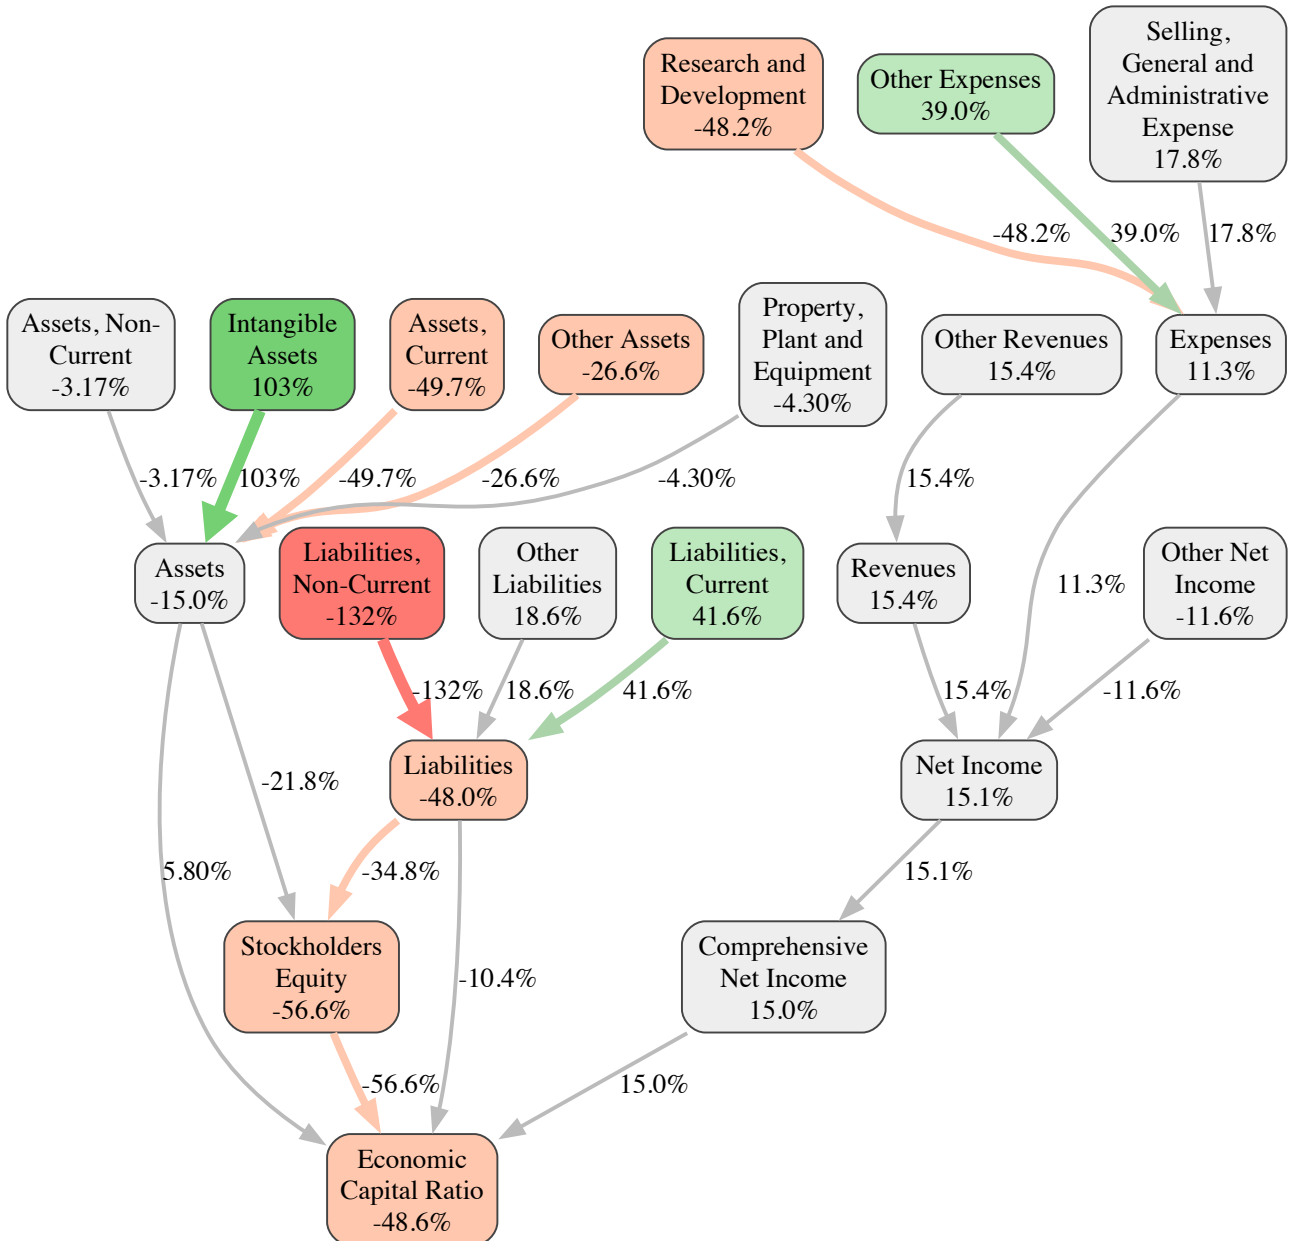 Research and
Development
-48.2%
Other Expenses
39.0%
Selling,
General and
Administrative
Expense
17.8%
-48.2%
39.0%
17.8%
Assets, Non-
Current
-3.17%
Intangible
Assets
103%
Assets,
Current
-49.7%
Other Assets
-26.6%
Property,
Plant and
Equipment
-4.30%
Other Revenues
15.4%
Expenses
11.3%
-3.17%
103%
-49.7%
-26.6%
-4.30%
15.4%
Assets
-15.0%
Liabilities,
Non-Current
-132%
Other
Liabilities
18.6%
Liabilities,
Current
41.6%
Revenues
15.4%
11.3%
Other Net
Income
-11.6%
-132%
18.6%
41.6%
15.4%
-11.6%
-21.8%
Liabilities
-48.0%
Net Income
15.1%
5.80%
-34.8%
15.1%
Stockholders
Equity
-56.6%
-10.4%
Comprehensive
Net Income
15.0%
-56.6%
15.0%
Economic
Capital Ratio
-48.6%